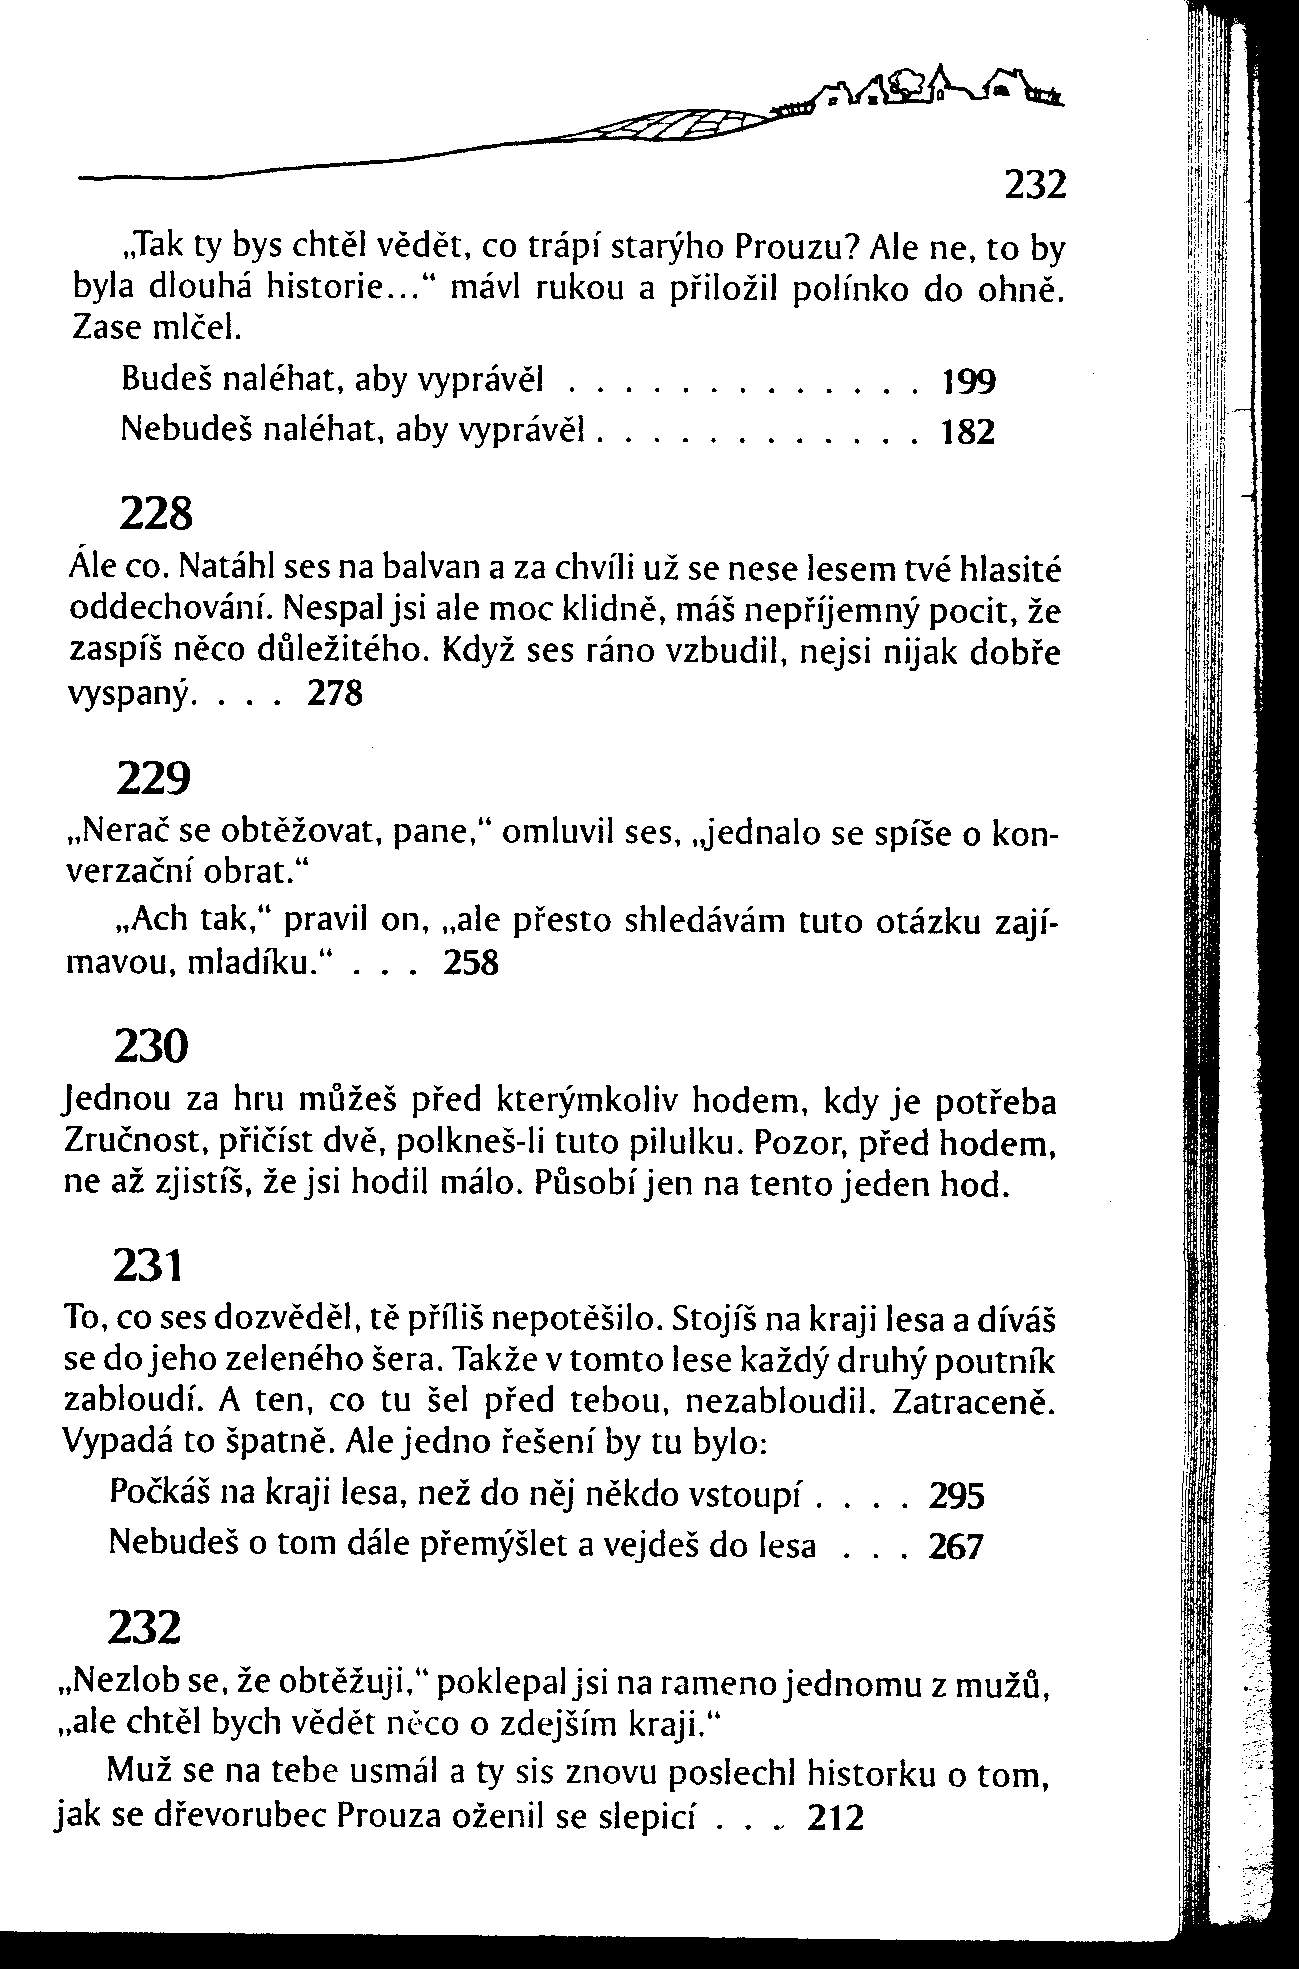 232
„Tak ty bys chtěl vědět, co trápí starýho Prouzu? Ale ne, to by
byla dlouhá historie...“ mávl rukou a přiložil polínko do ohně.
Zase mlčel.
Budeš naléhat, aby vyprávěl . . . . . . . . . . . . . 199
Nebudeš naléhat, aby vyprávěl . . . . . . . . . . . . 182
228
Ále co. Natáhl ses na balvan a za chvíli už se nese lesem tvé hlasité
oddechování. Nespal jsi ale moc klidně, máš nepříjemný pocit, že
zaspíš něco důležitého. Když ses ráno vzbudil, nejsi nijak dobře
vyspaný. . . . 278
229
„Nerač se obtěžovat, pane,“ omluvil ses, „jednalo se spíše o kon-
verzační obrat.“
„Ach tak,“ pravil on, „ale přesto shledávám tuto otázku zají-
mavou, mladíku.“ . . . 258
230
Jednou za hru můžeš před kterýmkoliv hodem, kdy je potřeba
Zručnost, přičíst dvě, polkneš-li tuto pilulku. Pozor, před hodem,
ne až zjistíš, že jsi hodil málo. Působí jen na tento jeden hod.
231
To, co ses dozvěděl, tě příliš nepotěšilo. Stojíš na kraji lesa a díváš
se do jeho zeleného šera. Takže v tomto lese každý druhý poutník
zabloudí. A ten, co tu šel před tebou, nezabloudil. Zatraceně.
Vypadá to špatně. Ale jedno řešení by tu bylo:
Počkáš na kraji lesa, než do něj někdo vstoupí . . . . 295
Nebudeš o tom dále přemýšlet a vejdeš do lesa . . . 267
232
„Nezlob se, že obtěžuji,“ poklepal jsi na rameno jednomu z mužů,
„ale chtěl bych vědět něco o zdejším kraji.“
Muž se na tebe usmál a ty sis znovu poslechl historku o tom,
jak se dřevorubec Prouza oženil se slepicí . . . 212